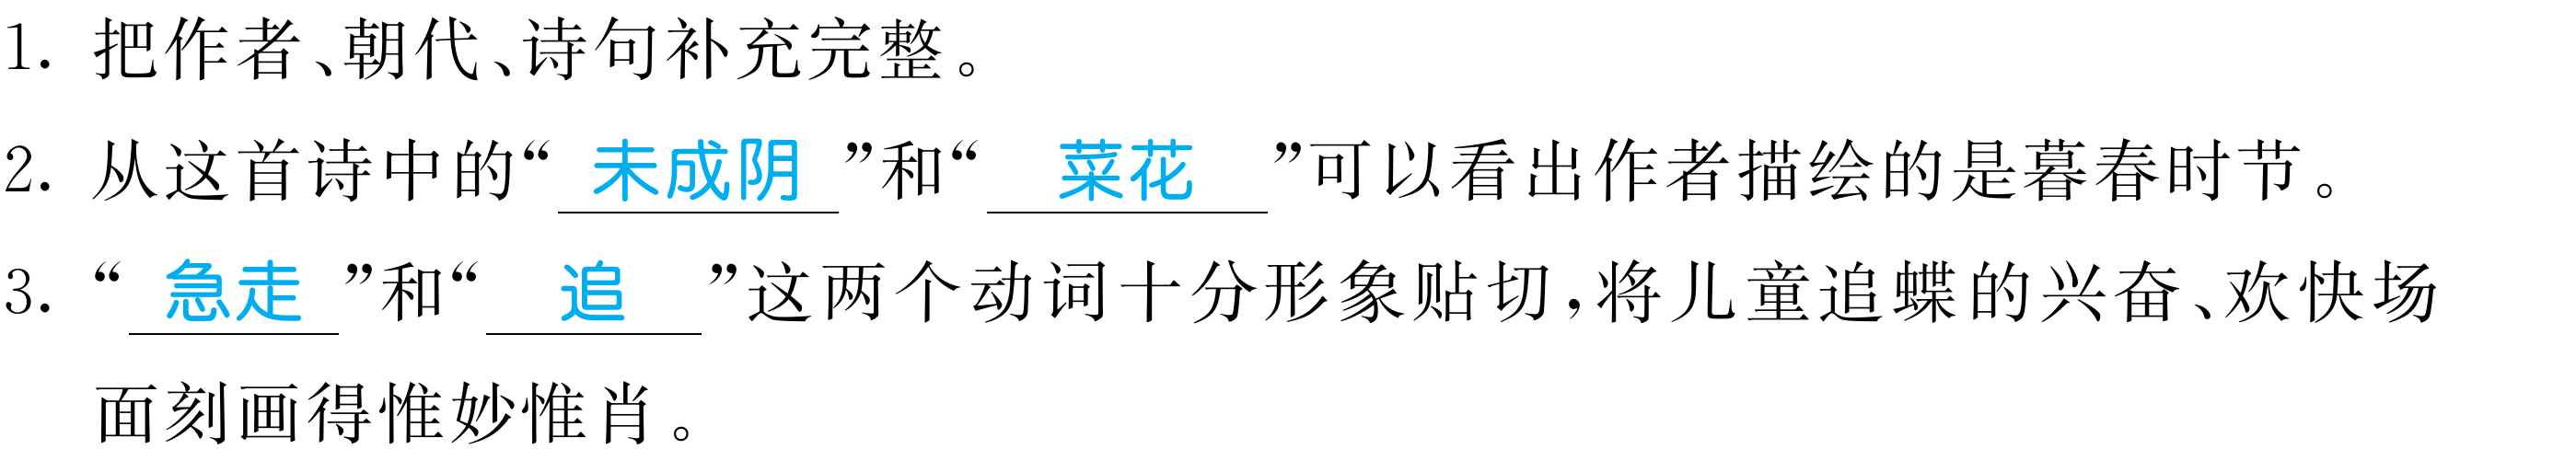 1. 把作者、朝代、诗句补充完整。
2. 从这首诗中的“ 未成阴 ”和“ 菜花 ”可以看出作者描绘的是暮春时节。
3. “ 急走 ”和“ 追 ”这两个动词十分形象贴切,将儿童追蝶的兴奋、欢快场
面刻画得惟妙惟肖。